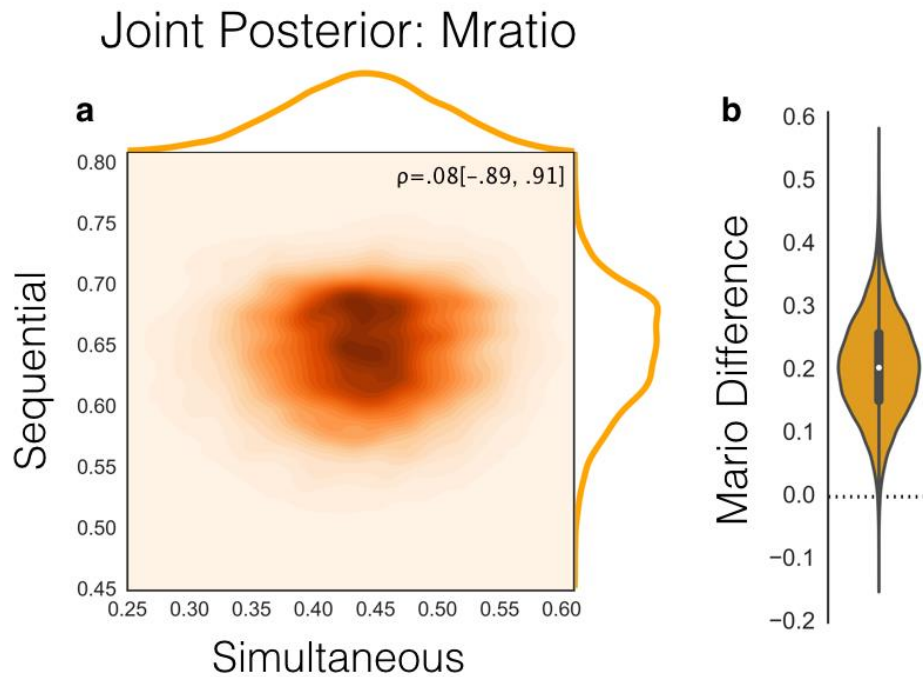 Joint Posterior: Mratio
a
ρ=.08[–.89, .91]
Sequential
0.80
0.75
0.70
0.65
0.60
0.55
0.50
0.45
0.25 0.30 0.35 0.40 0.45 0.50 0.55 0.60
Simultaneous
b
Mario Difference
0.6
0.5
0.4
0.3
0.2
0.1
0.0
−0.1
−0.2